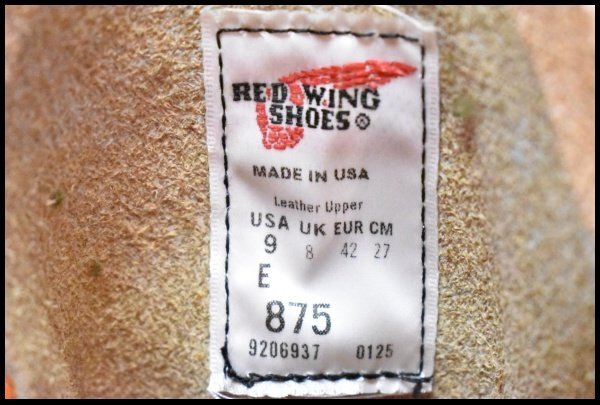 RED WING
SHOES ®
MADE IN USA
Leather Upper
USA UK EUR CM
9 8 42 27
E
875
9206937 0125